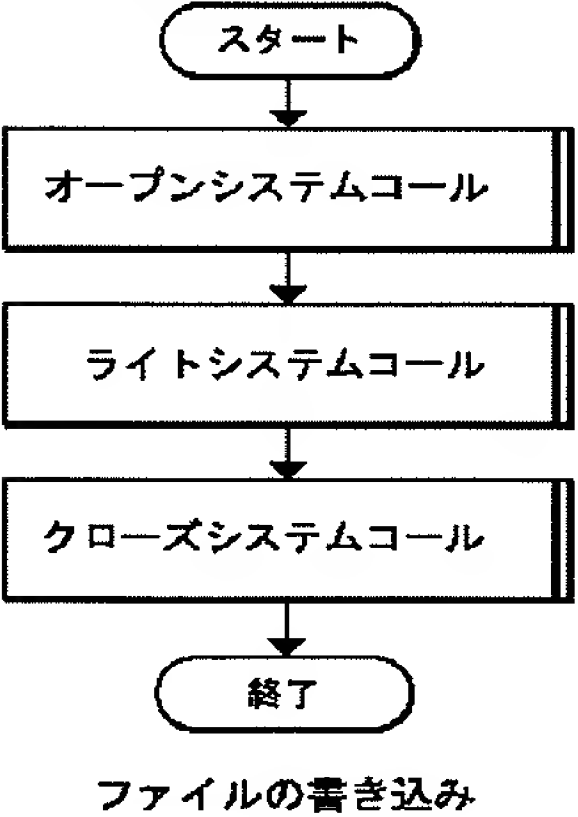 スタート
オープンシステムコール
ライトシステムコール
クローズシステムコール
終了
ファイルの書き込み